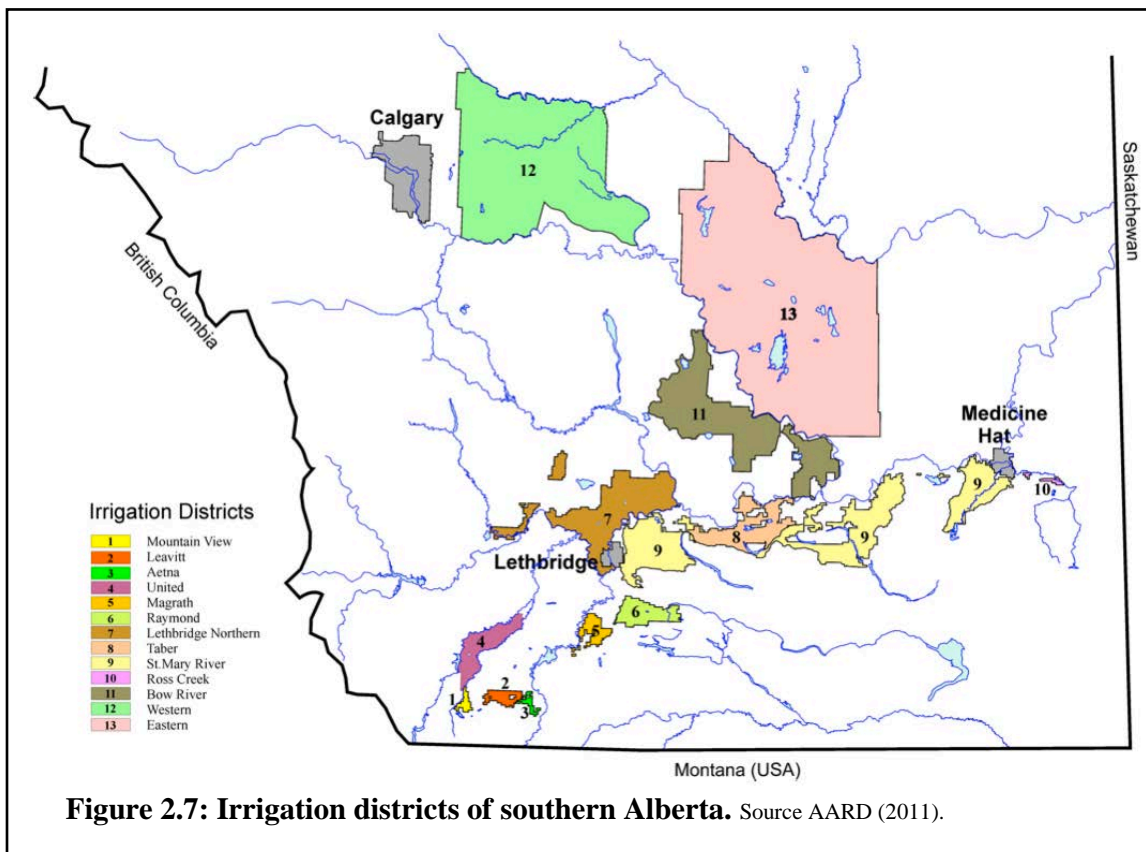 Calgary
12
Saskatchewan
British Columbia
13
11
Medicine
Hat
9
10
7
Lethbridge
9
8
9
6
5
4
2
1
3
Irrigation Districts
1 Mountain View
2 Leavitt
3 Aetna
4 United
5 Magrath
6 Raymond
7 Lethbridge Northern
8 Taber
9 St.Mary River
10 Ross Creek
11 Bow River
12 Western
13 Eastern
Montana (USA)
Figure 2.7: Irrigation districts of southern Alberta. Source AARD (2011).